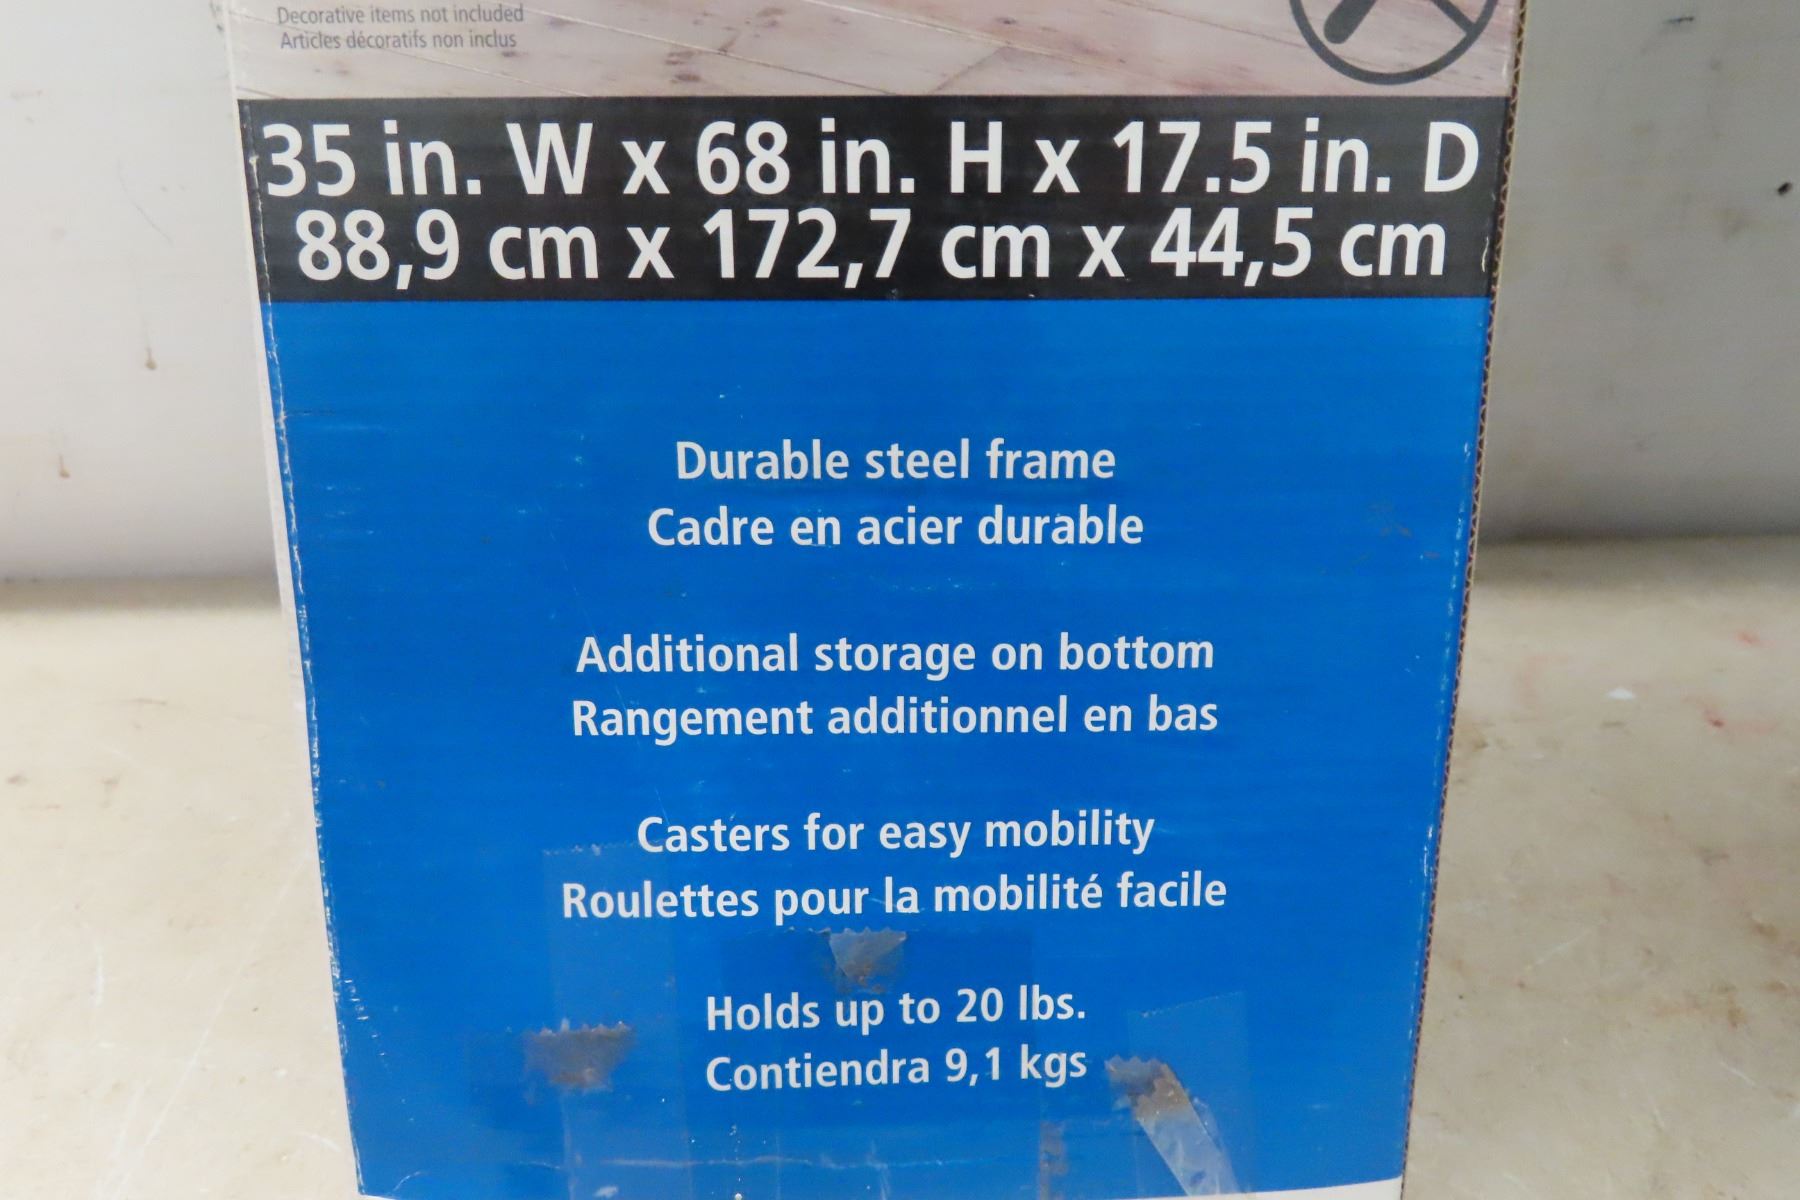 Decorative items not included
Articles décoratifs non inclus
35 in. W x 68 in. H x 17.5 in. D
88,9 cm x 172,7 cm x 44,5 cm
Durable steel frame
Cadre en acier durable
Additional storage on bottom
Rangement additionnel en bas
Casters for easy mobility
Roulettes pour la mobilité facile
Holds up to 20 lbs.
Contiendra 9,1 kgs